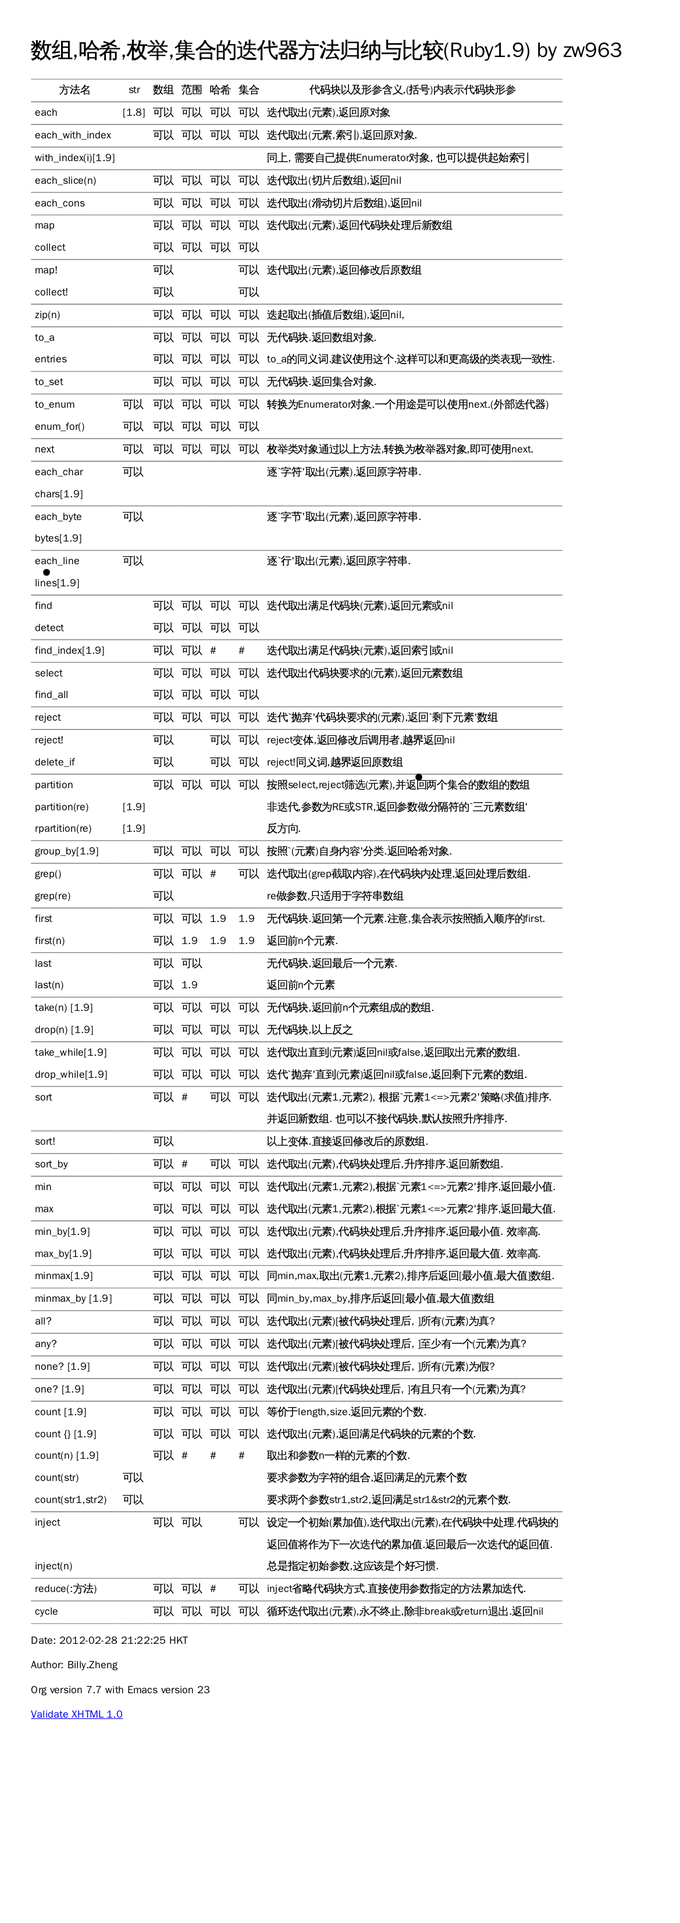 数组,哈希,枚举,集合的迭代器方法归纳与比较(Ruby1.9) by zw963
方法名 str 数组 范围 哈希 集合 代码块以及形参含义,(括号)内表示代码块形参
each [1.8] 可以 可以 可以 可以 迭代取出(元素),返回原对象
each_with_index 可以 可以 可以 可以 迭代取出(元素,索引),返回原对象.
with_index(i)[1.9] 同上, 需要自己提供Enumerator对象, 也可以提供起始索引
each_slice(n) 可以 可以 可以 可以 迭代取出(切片后数组),返回nil
each_cons 可以 可以 可以 可以 迭代取出(滑动切片后数组),返回nil
map 可以 可以 可以 可以 迭代取出(元素),返回代码块处理后新数组
collect 可以 可以 可以 可以
map! 可以 可以 迭代取出(元素),返回修改后原数组
collect! 可以 可以
zip(n) 可以 可以 可以 可以 迭起取出(插值后数组),返回nil,
to_a 可以 可以 可以 可以 无代码块.返回数组对象.
entries 可以 可以 可以 可以 to_a的同义词.建议使用这个.这样可以和更高级的类表现一致性.
to_set 可以 可以 可以 可以 无代码块.返回集合对象.
to_enum 可以 可以 可以 可以 可以 转换为Enumerator对象.一个用途是可以使用next.(外部迭代器)
enum_for() 可以 可以 可以 可以 可以
next 可以 可以 可以 可以 可以 枚举类对象通过以上方法,转换为枚举器对象,即可使用next.
each_char 可以 逐`字符'取出(元素),返回原字符串.
chars[1.9]
each_byte 可以 逐`字节'取出(元素),返回原字符串.
bytes[1.9]
each_line 可以 逐`行'取出(元素),返回原字符串.
lines[1.9]
find 可以 可以 可以 可以 迭代取出满足代码块(元素),返回元素或nil
detect 可以 可以 可以 可以
find_index[1.9] 可以 可以 # # 迭代取出满足代码块(元素),返回索引或nil
select 可以 可以 可以 可以 迭代取出代码块要求的(元素),返回元素数组
find_all 可以 可以 可以 可以
reject 可以 可以 可以 可以 迭代`抛弃'代码块要求的(元素),返回`剩下元素'数组
reject! 可以 可以 可以 reject变体,返回修改后调用者,越界返回nil
delete_if 可以 可以 可以 reject!同义词,越界返回原数组
partition 可以 可以 可以 可以 按照select,reject筛选(元素),并返回两个集合的数组的数组
partition(re) [1.9] 非迭代,参数为RE或STR,返回参数做分隔符的`三元素数组'
rpartition(re) [1.9] 反方向.
group_by[1.9] 可以 可以 可以 可以 按照`(元素)自身内容'分类.返回哈希对象.
grep() 可以 可以 # 可以 迭代取出(grep截取内容),在代码块内处理,返回处理后数组.
grep(re) 可以 re做参数,只适用于字符串数组
first 可以 可以 1.9 1.9 无代码块.返回第一个元素.注意,集合表示按照插入顺序的first.
first(n) 可以 1.9 1.9 1.9 返回前n个元素.
last 可以 可以 无代码块,返回最后一个元素.
last(n) 可以 1.9 返回前n个元素
take(n) [1.9] 可以 可以 可以 可以 无代码块,返回前n个元素组成的数组.
drop(n) [1.9] 可以 可以 可以 可以 无代码块,以上反之
take_while[1.9] 可以 可以 可以 可以 迭代取出直到(元素)返回nil或false,返回取出元素的数组.
drop_while[1.9] 可以 可以 可以 可以 迭代`抛弃'直到(元素)返回nil或false,返回剩下元素的数组.
sort 可以 # 可以 可以 迭代取出(元素1,元素2), 根据`元素1<=>元素2'策略(求值)排序.
并返回新数组. 也可以不接代码块,默认按照升序排序.
sort! 可以 以上变体.直接返回修改后的原数组.
sort_by 可以 # 可以 可以 迭代取出(元素),代码块处理后,升序排序.返回新数组.
min 可以 可以 可以 可以 迭代取出(元素1,元素2),根据`元素1<=>元素2'排序,返回最小值.
max 可以 可以 可以 可以 迭代取出(元素1,元素2),根据`元素1<=>元素2'排序,返回最大值.
min_by[1.9] 可以 可以 可以 可以 迭代取出(元素),代码块处理后,升序排序.返回最小值. 效率高.
max_by[1.9] 可以 可以 可以 可以 迭代取出(元素),代码块处理后,升序排序.返回最大值. 效率高.
minmax[1.9] 可以 可以 可以 可以 同min,max,取出(元素1,元素2),排序后返回[最小值,最大值]数组.
minmax_by [1.9] 可以 可以 可以 可以 同min_by,max_by,排序后返回[最小值,最大值]数组
all? 可以 可以 可以 可以 迭代取出(元素)[被代码块处理后, ]所有(元素)为真?
any? 可以 可以 可以 可以 迭代取出(元素)[被代码块处理后, ]至少有一个(元素)为真?
none? [1.9] 可以 可以 可以 可以 迭代取出(元素)[被代码块处理后, ]所有(元素)为假?
one? [1.9] 可以 可以 可以 可以 迭代取出(元素)[代码块处理后, ]有且只有一个(元素)为真?
count [1.9] 可以 可以 可以 可以 等价于length,size.返回元素的个数.
count {} [1.9] 可以 可以 可以 可以 迭代取出(元素),返回满足代码块的元素的个数.
count(n) [1.9] 可以 # # # 取出和参数n一样的元素的个数.
count(str) 可以 要求参数为字符的组合,返回满足的元素个数
count(str1,str2) 可以 要求两个参数str1,str2,返回满足str1&str2的元素个数.
inject 可以 可以 可以 设定一个初始(累加值),迭代取出(元素),在代码块中处理.代码块的
返回值将作为下一次迭代的累加值.返回最后一次迭代的返回值.
inject(n) 总是指定初始参数,这应该是个好习惯.
reduce(:方法) 可以 可以 # 可以 inject省略代码块方式.直接使用参数指定的方法累加迭代.
cycle 可以 可以 可以 可以 循环迭代取出(元素),永不终止,除非break或return退出.返回nil
Date: 2012-02-28 21:22:25 HKT
Author: Billy.Zheng
Org version 7.7 with Emacs version 23
Validate XHTML 1.0